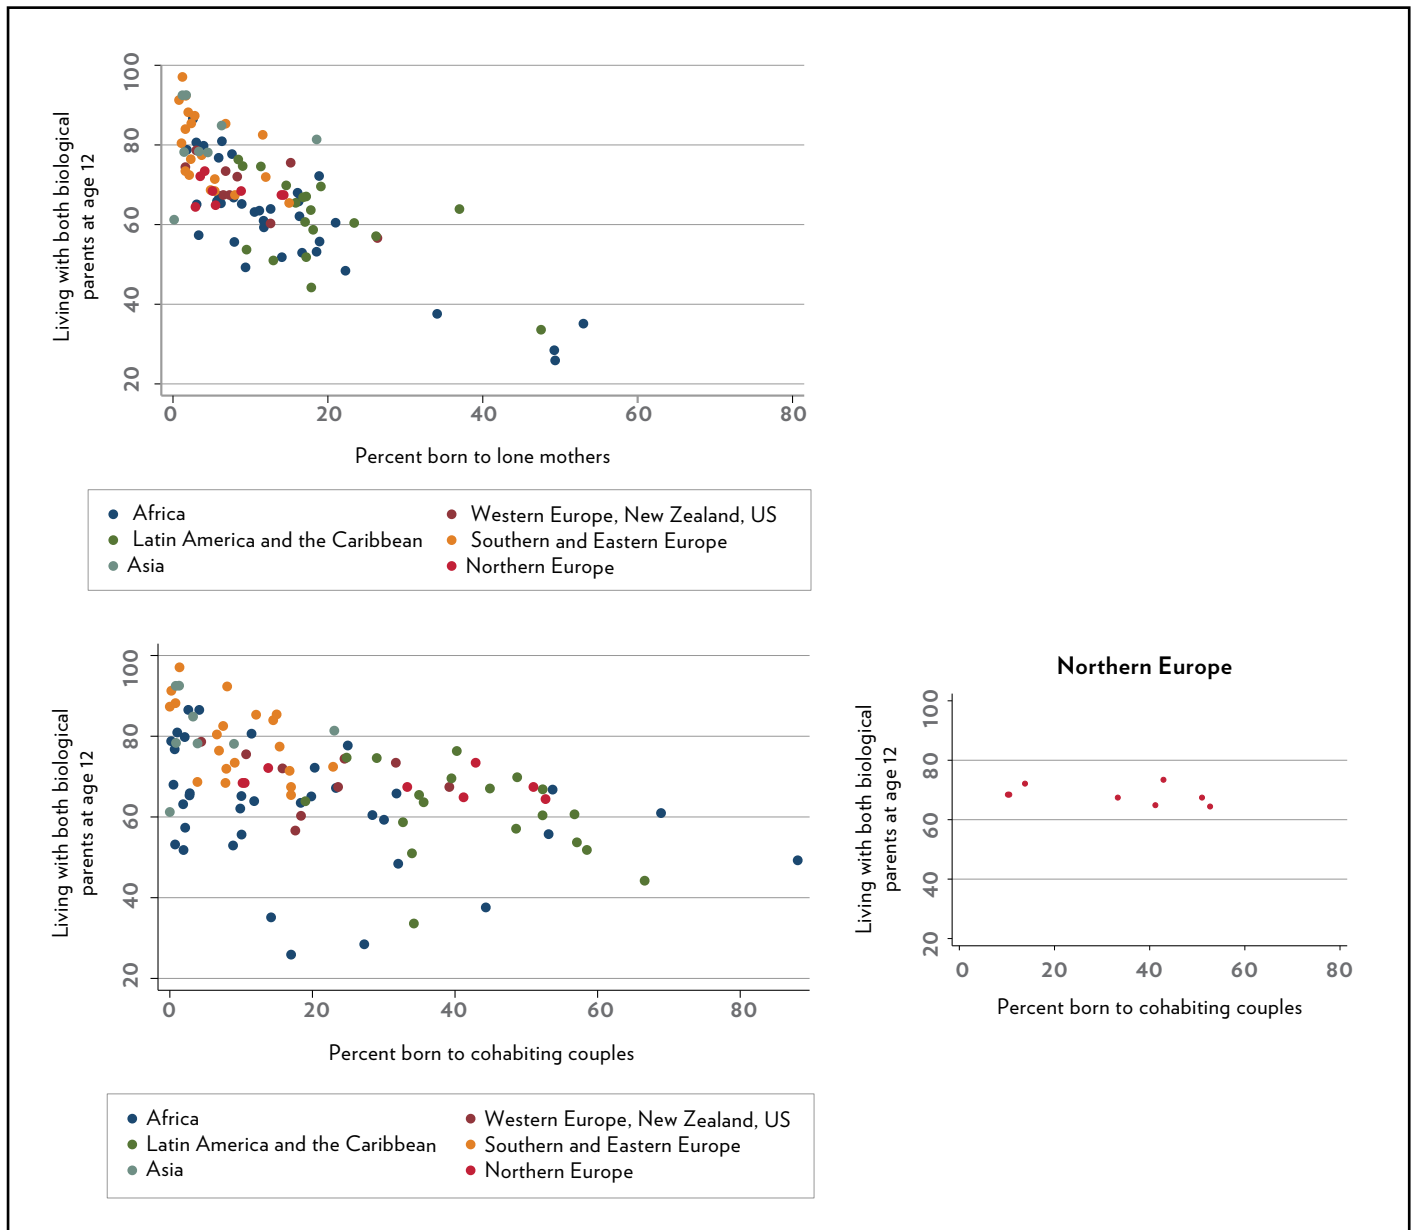 100
80
60
40
20
Living with both biological
parents at age 12
0 20 40 60 80
Percent born to lone mothers
Africa
Latin America and the Caribbean
Asia
Western Europe, New Zealand, US
Southern and Eastern Europe
Northern Europe
100
80
60
40
20
Living with both biological
parents at age 12
0 20 40 60 80
Percent born to cohabiting couples
Africa
Latin America and the Caribbean
Asia
Western Europe, New Zealand, US
Southern and Eastern Europe
Northern Europe
Northern Europe
100
80
60
40
20
Living with both biological
parents at age 12
0 20 40 60 80
Percent born to cohabiting couples